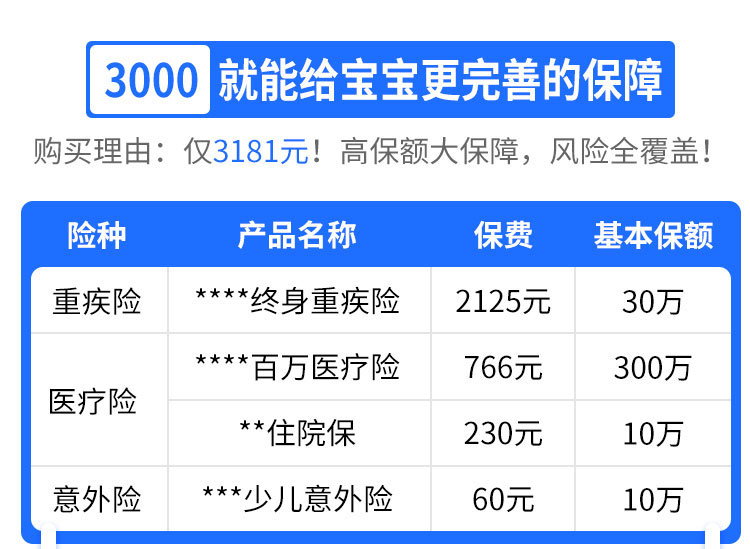 3000 就能给宝宝更完善的保障
购买理由：仅3181元！高保额大保障，风险全覆盖！
险种 产品名称 保费 基本保额
重疾险 ****终身重疾险 2125元 30万
医疗险 ****百万医疗险 766元 300万
**住院保 230元 10万
意外险 ***少儿意外险 60元 10万